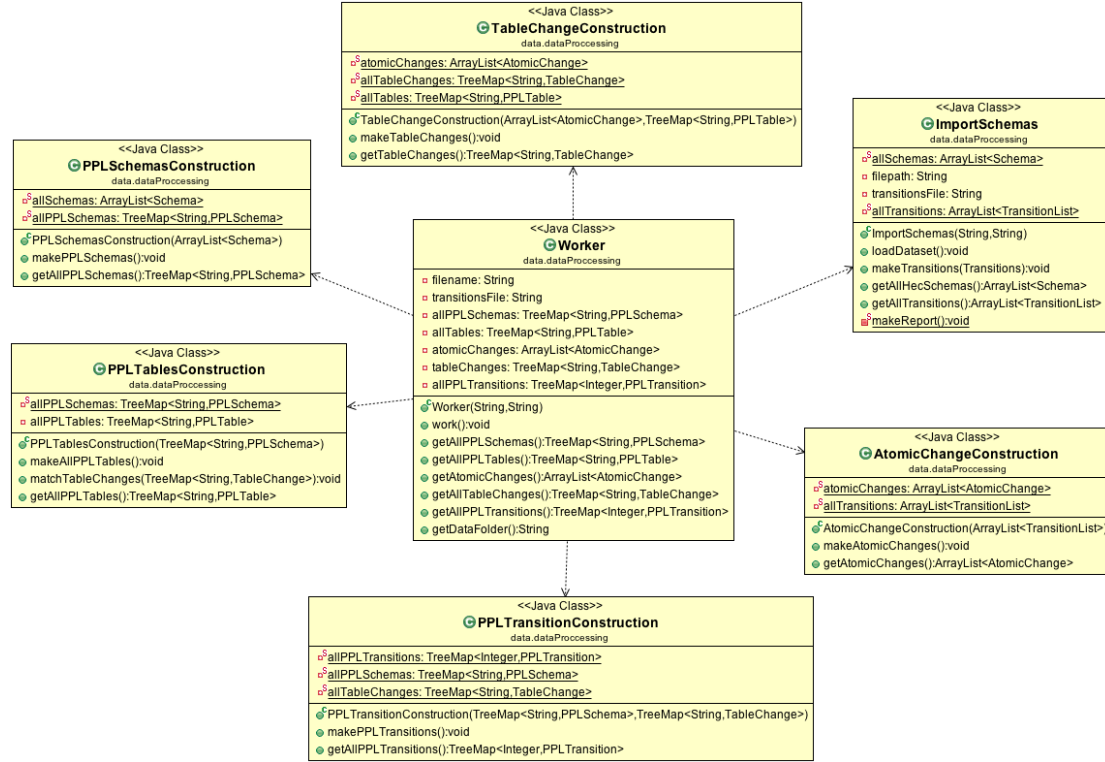 <<Java Class>>
TableChangeConstruction
data.dataProccessing
atomicChanges: ArrayList<AtomicChange>
allTableChanges: TreeMap<String,TableChange>
allTables: TreeMap<String,PPLTable>
TableChangeConstruction(ArrayList<AtomicChange>,TreeMap<String,PPLTable>)
makeTableChanges():void
getTableChanges():TreeMap<String,TableChange>
<<Java Class>>
ImportSchemas
data.dataProccessing
allSchemas: ArrayList<Schema>
filepath: String
transitionsFile: String
allTransitions: ArrayList<TransitionList>
ImportSchemas(String,String)
loadDataset():void
makeTransitions(Transitions):void
getAllHecSchemas():ArrayList<Schema>
getAllTransitions():ArrayList<TransitionList>
makeReport():void
<<Java Class>>
PPLSchemasConstruction
data.dataProccessing
allSchemas: ArrayList<Schema>
allPPLSchemas: TreeMap<String,PPLSchema>
PPLSchemasConstruction(ArrayList<Schema>)
makePPLSchemas():void
getAllPPLSchemas():TreeMap<String,PPLSchema>
<<Java Class>>
Worker
data.dataProccessing
filename: String
transitionsFile: String
allPPLSchemas: TreeMap<String,PPLSchema>
allTables: TreeMap<String,PPLTable>
atomicChanges: ArrayList<AtomicChange>
tableChanges: TreeMap<String,TableChange>
allPPLTransitions: TreeMap<Integer,PPLTransition>
Worker(String,String)
work():void
getAllPPLSchemas():TreeMap<String,PPLSchema>
getAllPPLTables():TreeMap<String,PPLTable>
getAtomicChanges():ArrayList<AtomicChange>
getAllTableChanges():TreeMap<String,TableChange>
getAllPPLTransitions():TreeMap<Integer,PPLTransition>
getDataFolder():String
<<Java Class>>
PPLTablesConstruction
data.dataProccessing
allPPLSchemas: TreeMap<String,PPLSchema>
allPPLTables: TreeMap<String,PPLTable>
PPLTablesConstruction(TreeMap<String,PPLSchema>)
makeAllPPLTables():void
matchTableChanges(TreeMap<String,TableChange>):void
getAllPPLTables():TreeMap<String,PPLTable>
<<Java Class>>
AtomicChangeConstruction
data.dataProccessing
atomicChanges: ArrayList<AtomicChange>
allTransitions: ArrayList<TransitionList>
AtomicChangeConstruction(ArrayList<TransitionList>)
makeAtomicChanges():void
getAtomicChanges():ArrayList<AtomicChange>
<<Java Class>>
PPLTransitionConstruction
data.dataProccessing
allPPLTransitions: TreeMap<Integer,PPLTransition>
allPPLSchemas: TreeMap<String,PPLSchema>
allTableChanges: TreeMap<String,TableChange>
PPLTransitionConstruction(TreeMap<String,PPLSchema>,TreeMap<String,TableChange>)
makePPLTransitions():void
getAllPPLTransitions():TreeMap<Integer,PPLTransition>